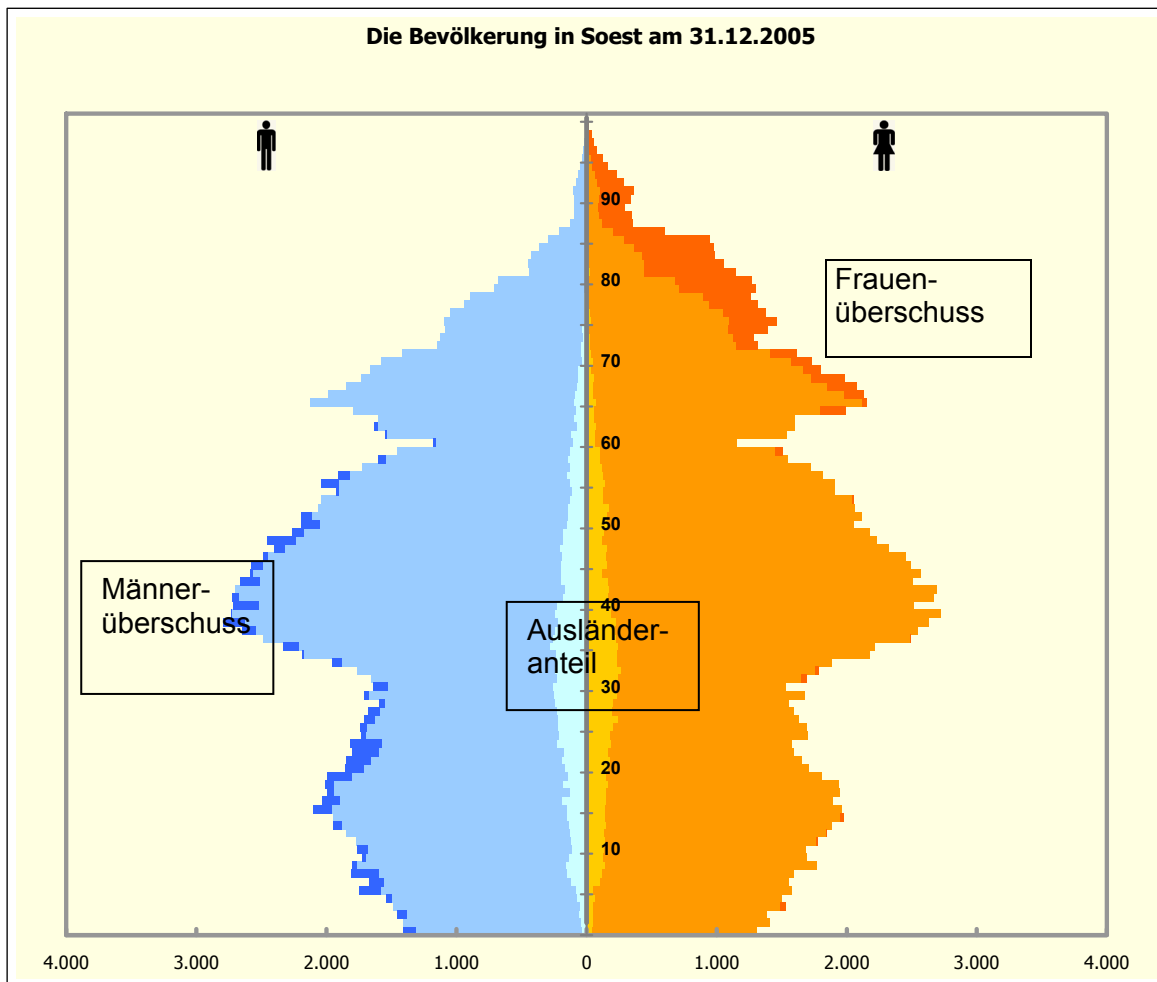 Die Bevölkerung in Soest am 31.12.2005
90
80
70
60
50
40
30
20
10
Frauen-
überschuss
Männer-
überschuss
Ausländer-
anteil
4.000 3.000 2.000 1.000 0 1.000 2.000 3.000 4.000